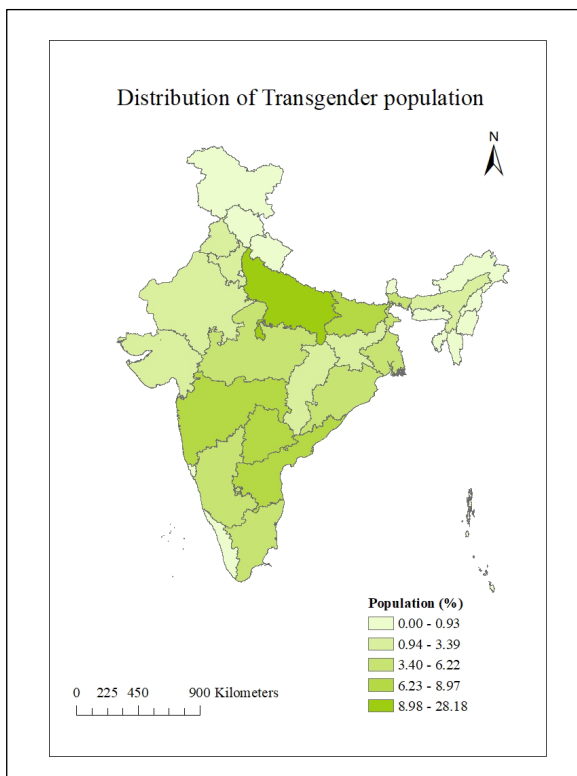 Distribution of Transgender population
N
Population (%)
0.00 - 0.93
0.94 - 3.39
3.40 - 6.22
6.23 - 8.97
8.98 - 28.18
0 225 450 900 Kilometers